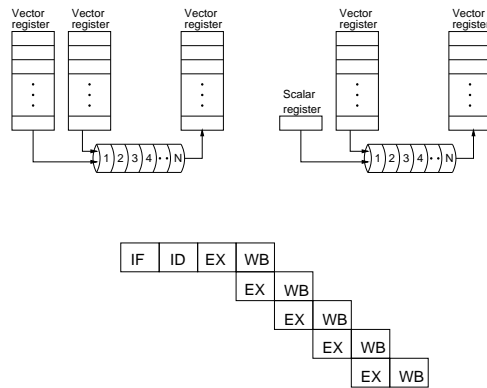 Vector register
Vector register
Vector register
Vector register
Vector register
Scalar register
1 2 3 4 · · N
1 2 3 4 · · N
IF ID EX WB
EX WB
EX WB
EX WB
EX WB